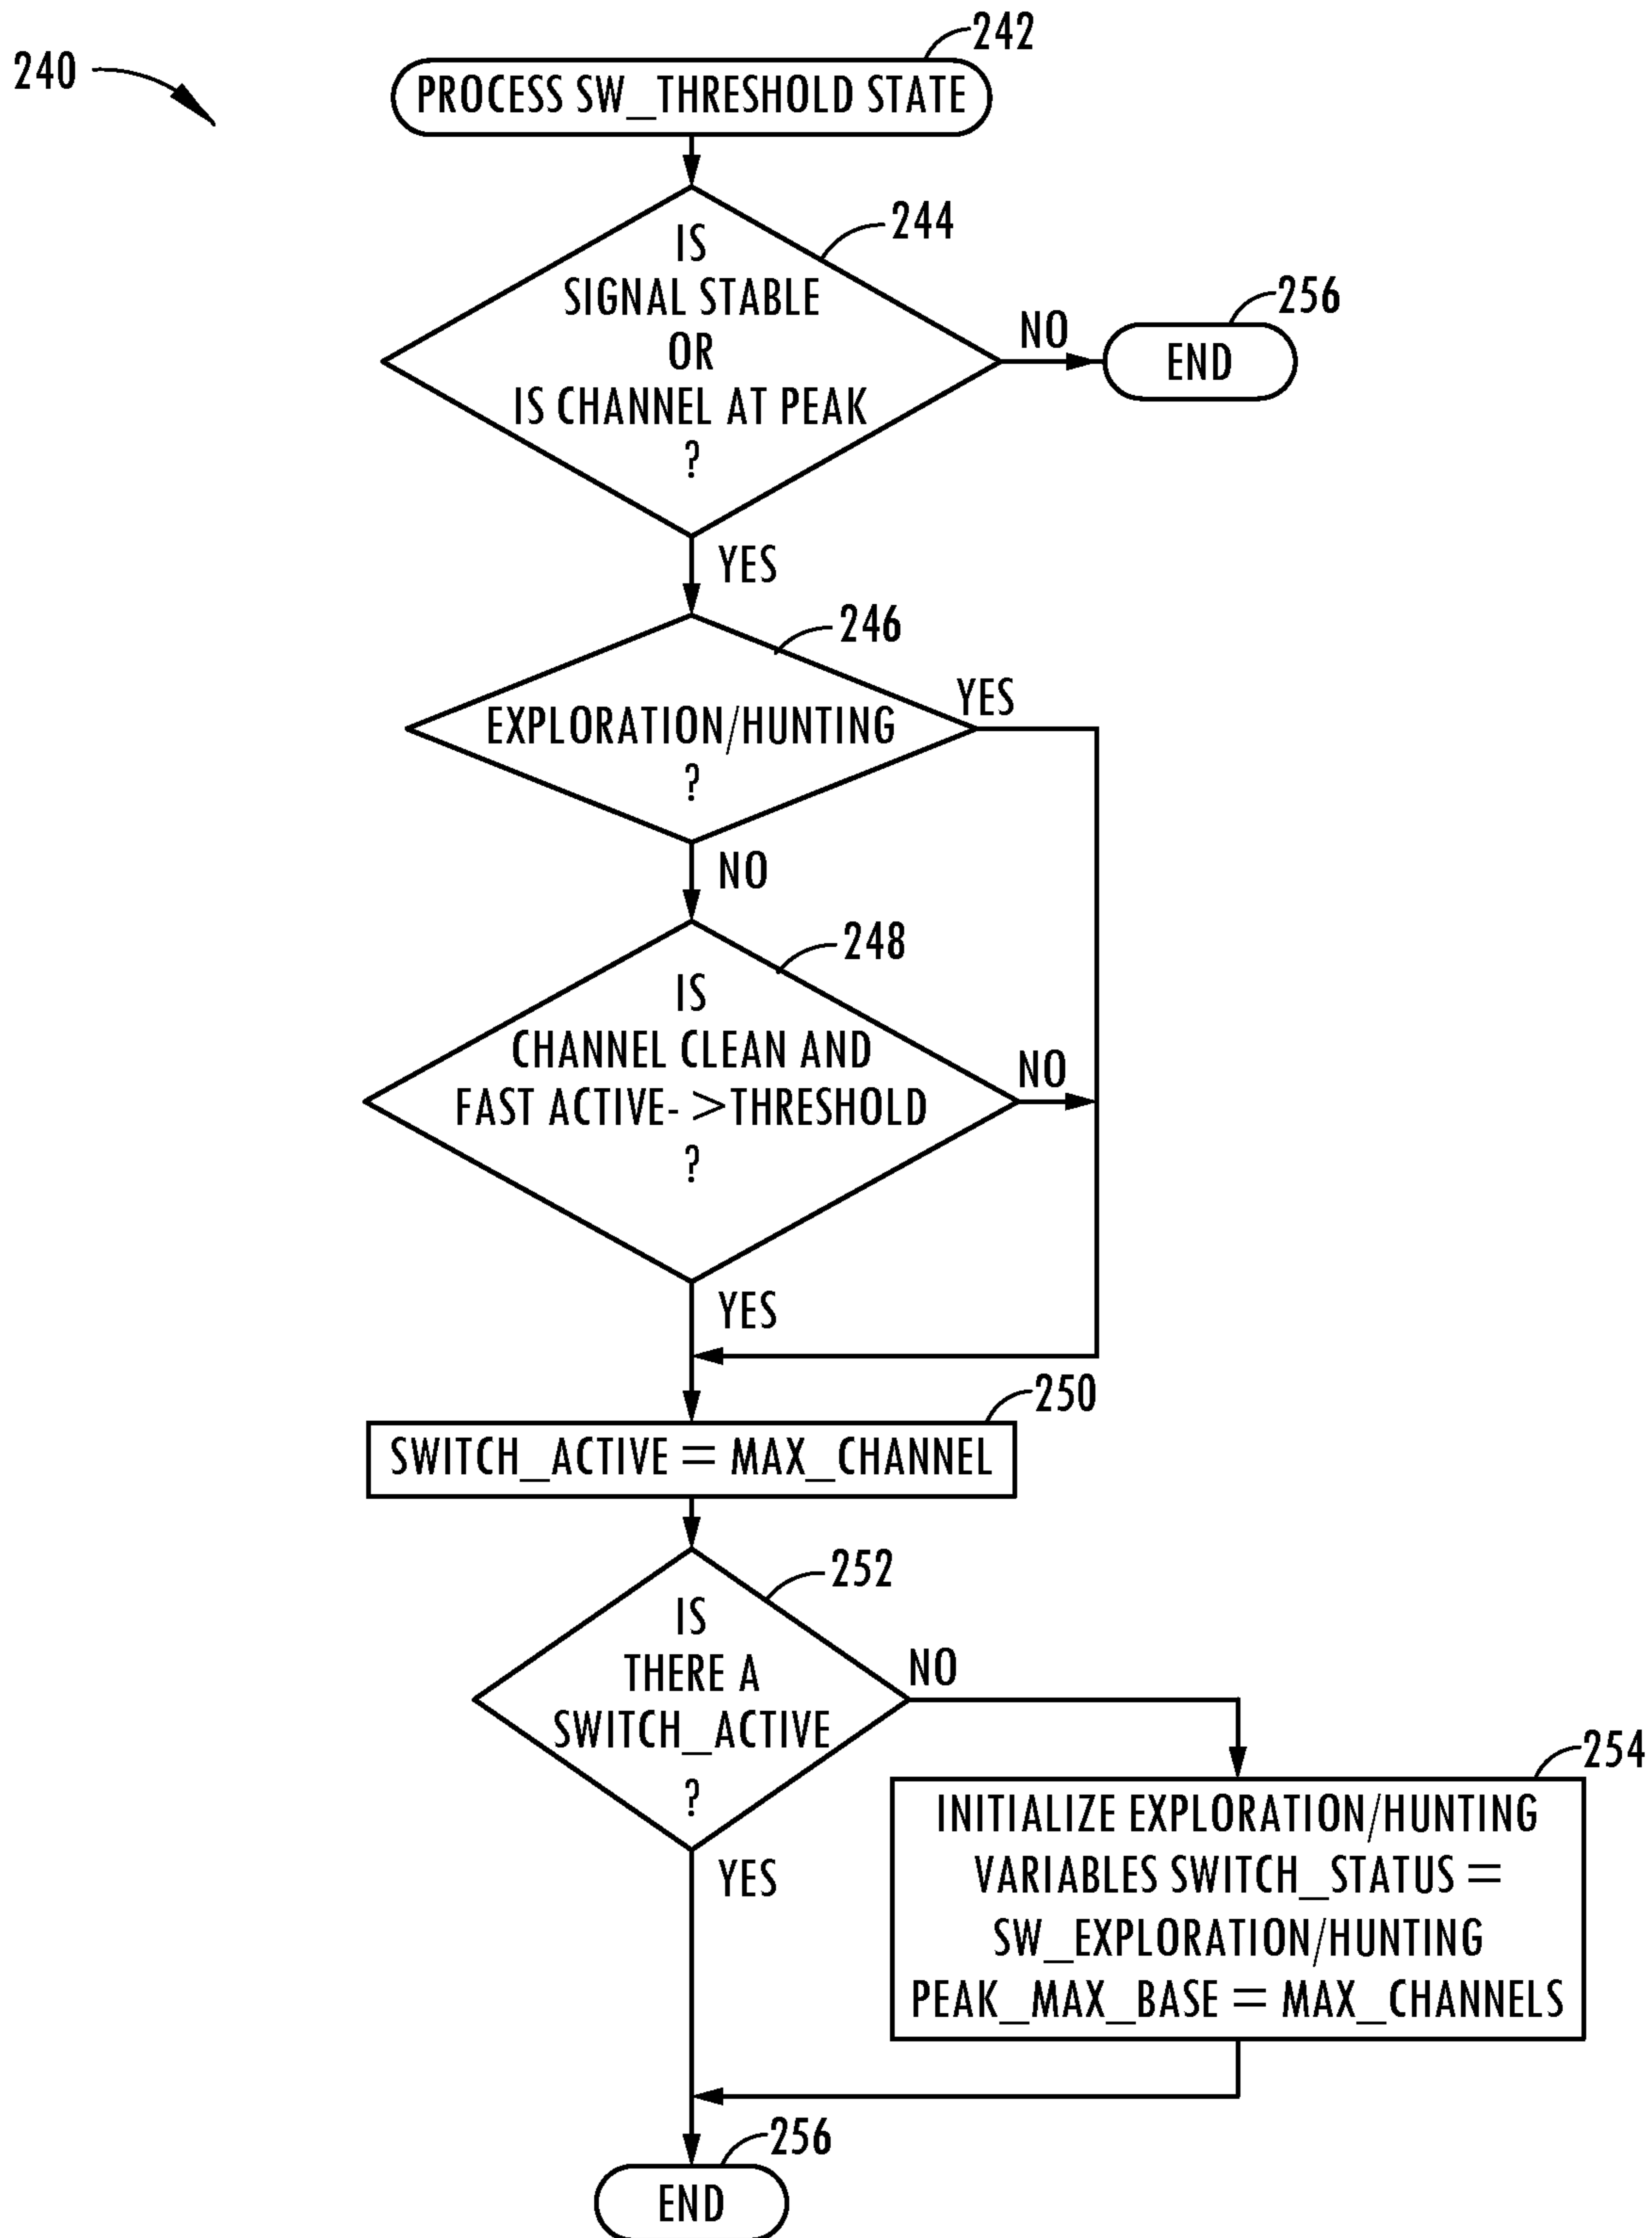 240
242
PROCESS SW_THRESHOLD STATE
244
IS
SIGNAL STABLE
OR
IS CHANNEL AT PEAK
?
NO
256
END
YES
246
EXPLORATION/HUNTING
?
YES
NO
248
IS
CHANNEL CLEAN AND
FAST ACTIVE- >THRESHOLD
?
NO
YES
250
SWITCH_ACTIVE = MAX_CHANNEL
252
IS
THERE A
SWITCH_ACTIVE
?
NO
YES
254
INITIALIZE EXPLORATION/HUNTING
VARIABLES SWITCH_STATUS =
SW_EXPLORATION/HUNTING
PEAK_MAX_BASE = MAX_CHANNELS
256
END